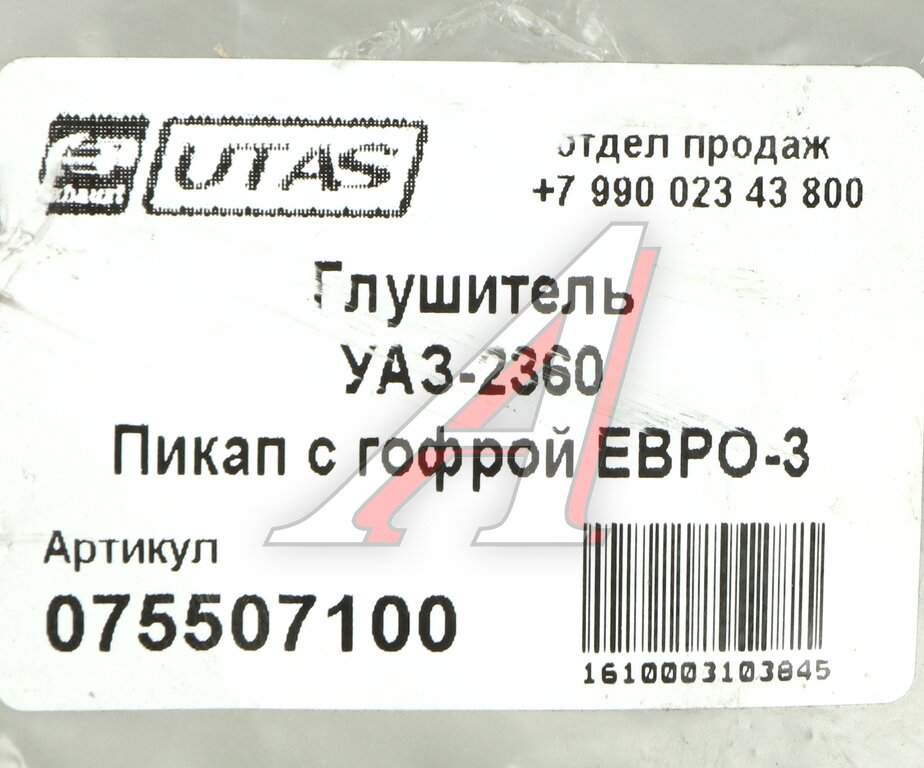 UTAS
отдел продаж
+7 990 023 43 800
Глушитель
УАЗ-2360
Пикап с гофрой ЕВРО-3
Артикул
075507100
1610003103845